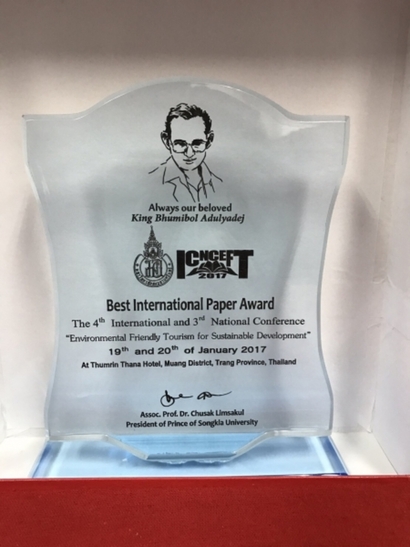 Always our beloved
King Bhumibol Adulyadej
ICNCEFT
2017
Best International Paper Award
The 4th International and 3rd National Conference
"Environmental Friendly Tourism for Sustainable Development"
19th and 20th of January 2017
At Thumrin Thana Hotel, Muang District, Trang Province, Thailand
Assoc. Prof. Dr. Chusak Limsakul
President of Prince of Songkla University